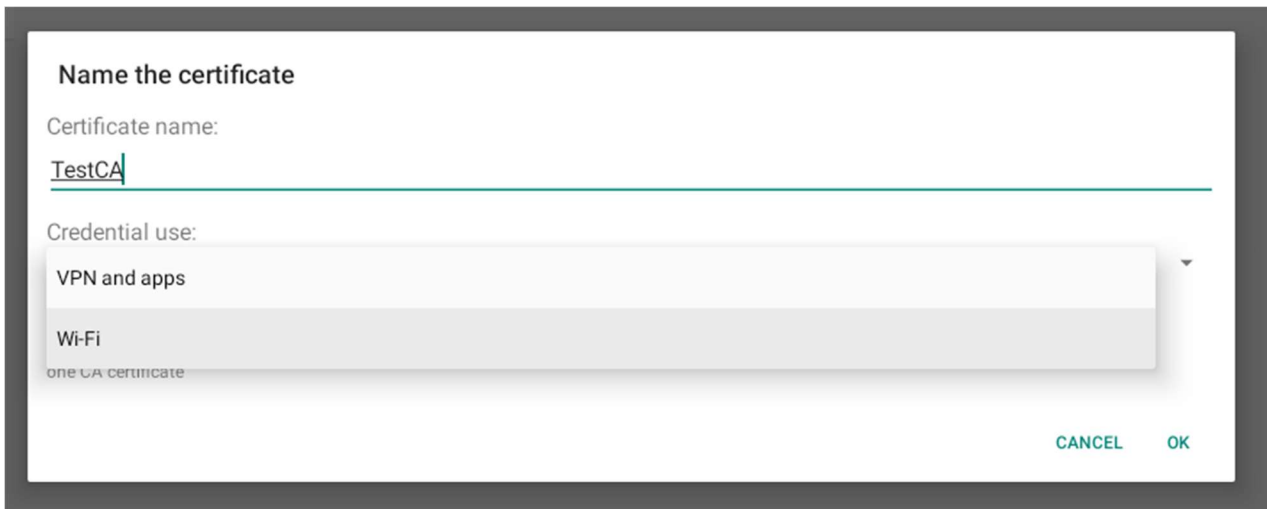 Name the certificate
Certificate name:
TestCA
Credential use:
VPN and apps
Wi-Fi
one CA certificate
CANCEL OK